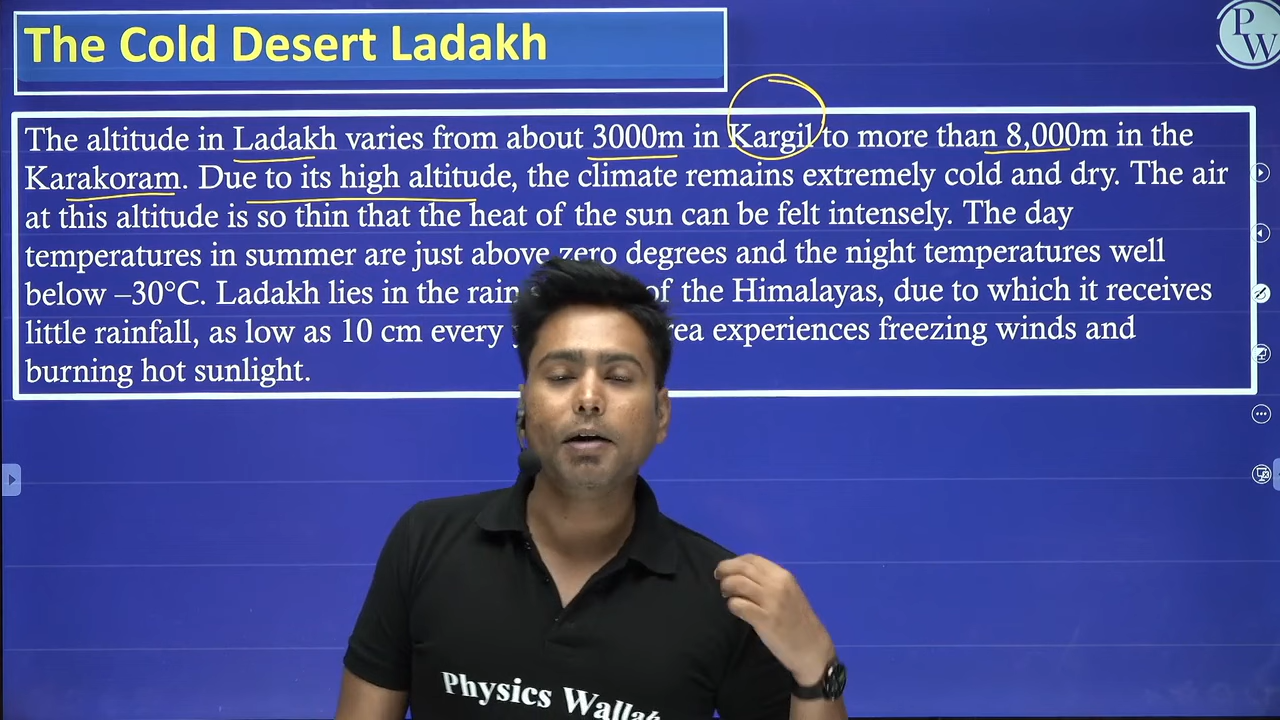 The Cold Desert Ladakh
PW
The altitude in Ladakh varies from about 3000m in Kargil to more than 8,000m in the
Karakoram. Due to its high altitude, the climate remains extremely cold and dry. The air
at this altitude is so thin that the heat of the sun can be felt intensely. The day
temperatures in summer are just above zero degrees and the night temperatures well
below –30°C. Ladakh lies in the rain of the Himalayas, due to which it receives
little rainfall, as low as 10 cm every experiences freezing winds and
burning hot sunlight.
Physics Wallah